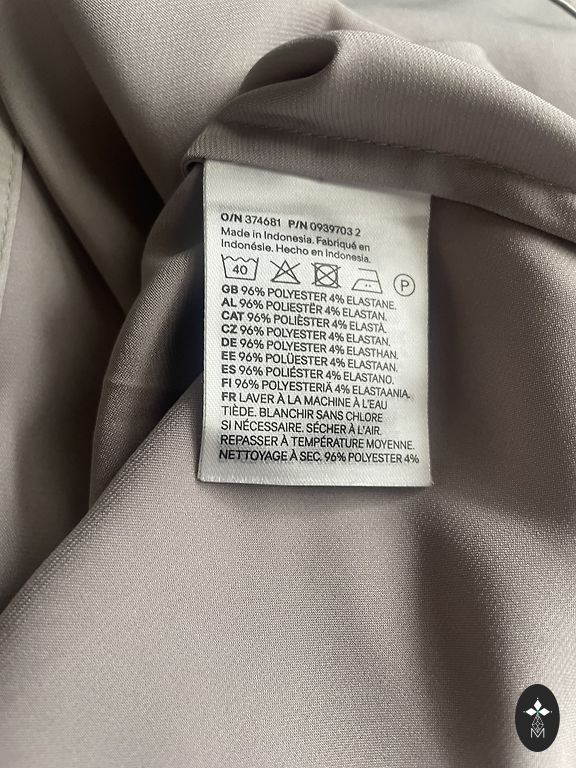 O/N 374681 P/N 0939703 2
Made in Indonesia. Fabriqué en
Indonésie. Hecho en Indonesia.
40 P
GB 96% POLYESTER 4% ELASTANE.
AL 96% POLIESTËR 4% ELASTAN.
CAT 96% POLIÈSTER 4% ELASTÀ.
CZ 96% POLYESTER 4% ELASTAN.
DE 96% POLYESTER 4% ELASTHAN.
EE 96% POLÜESTER 4% ELASTAAN.
ES 96% POLIÉSTER 4% ELASTANO.
FI 96% POLYESTERIÄ 4% ELASTAANIA.
FR LAVER À LA MACHINE À L'EAU
TIÈDE. BLANCHIR SANS CHLORE
SI NÉCESSAIRE. SÉCHER À L'AIR.
REPASSER À TEMPÉRATURE MOYENNE.
NETTOYAGE À SEC. 96% POLYESTER 4%
M